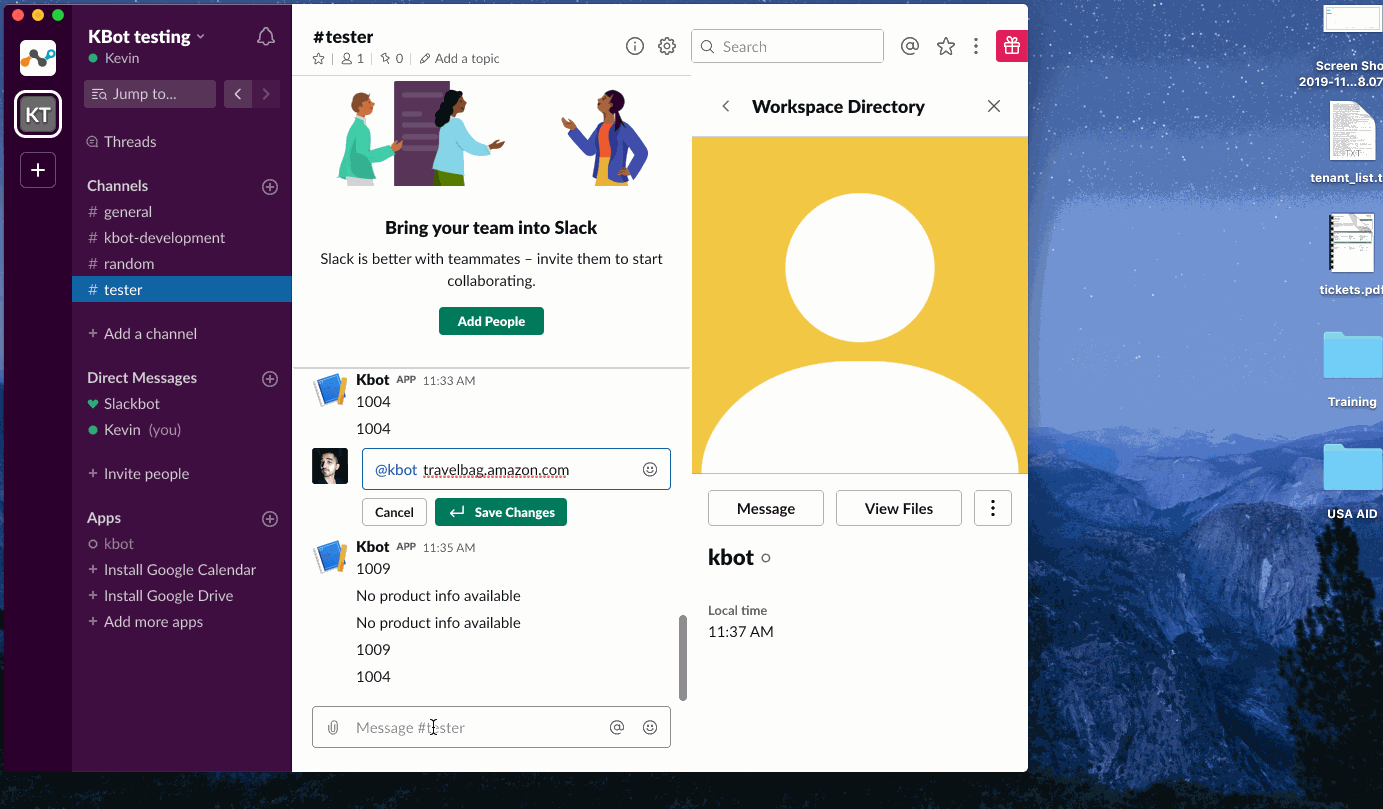 KBot testing
Kevin
Jump to...
KT
Threads
Channels
# general
# kbot-development
# random
# tester
+ Add a channel
Direct Messages
Slackbot
Kevin (you)
+ Invite people
Apps
kbot
+ Install Google Calendar
+ Install Google Drive
+ Add more apps
#tester
1 | 0 | Add a topic
Search
Bring your team into Slack
Slack is better with teammates – invite them to start
collaborating.
Add People
Kbot APP 11:33 AM
1004
1004
@kbot travelbag.amazon.com
Cancel
Save Changes
Kbot APP 11:35 AM
1009
No product info available
No product info available
1009
1004
Message #tester
Workspace Directory
Message
View Files
kbot
Local time
11:37 AM
Screen Sho
2019-11...8.07
TXT
tenant_list.t
tickets.pdf
Training
USA AID